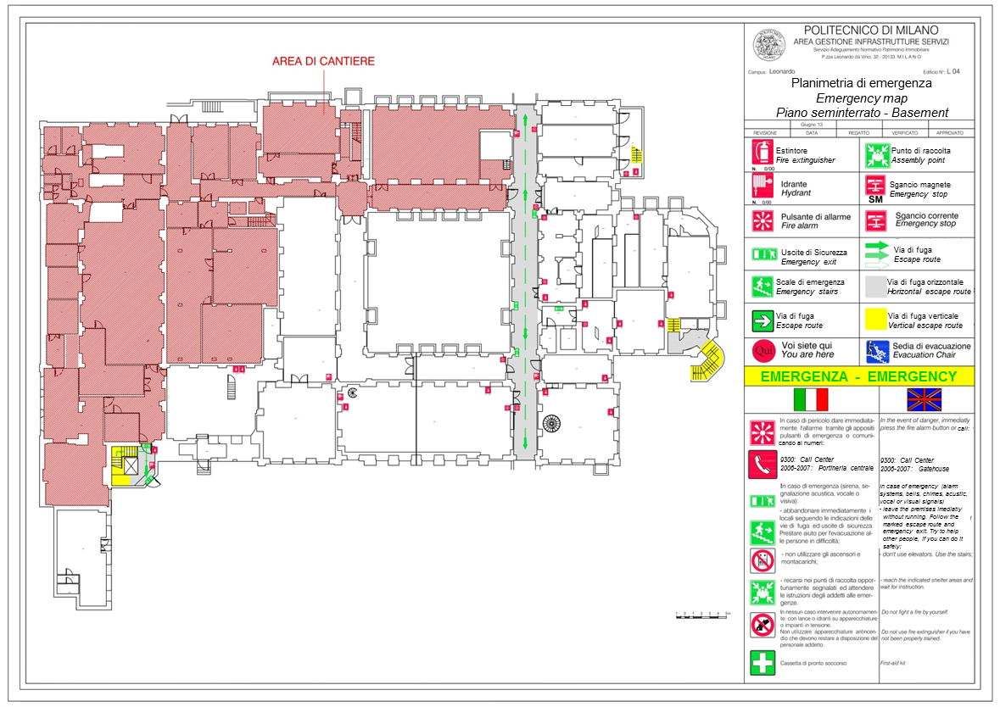 AREA DI CANTIERE
POLITECNICO DI MILANO
AREA GESTIONE INFRASTRUTTURE SERVIZI
Servizio Adeguamento Normativo Patrimonio Immobiliare
P.zza Leonardo da Vinci, 32 - 20133 MILANO
Campus: Leonardo
Edificio N°: L 04
Planimetria di emergenza
Emergency map
Piano seminterrato - Basement
Giugno '13
REVISIONE DATA REDATTO VERIFICATO APPROVATO
Estintore
Fire extinguisher
N. 0/00
Punto di raccolta
Assembly point
Idrante
Hydrant
N. 0/00
Sgancio magnete
Emergency stop
SM
Pulsante di allarme
Fire alarm
Sgancio corrente
Emergency stop
Uscite di Sicurezza
Emergency exit
Via di fuga
Escape route
Scale di emergenza
Emergency stairs
Via di fuga orizzontale
Horizontal escape route
Via di fuga
Escape route
Via di fuga verticale
Vertical escape route
Qui
Voi siete qui
You are here
Sedia di evacuazione
Evacuation Chair
EMERGENZA - EMERGENCY
In caso di pericolo dare immediata-
mente l'allarme tramite gli appositi
pulsanti di emergenza o comuni-
cando ai numeri:
In the event of danger, immediatly
press the fire alarm button or call:
0300: Call Center
2006-2007: Portineria centrale
0300: Call Center
2006-2007: Gatehouse
In caso di emergenza (sirena, se-
gnalazione acustica, vocale o
visiva):
- abbandonare immediatamente i
locali seguendo le indicazioni delle
vie di fuga ed uscite di sicurezza.
Prestare aiuto per l'evacuazione al-
le persone in difficoltà;
in case of emergency (alarm
systems, bells, chimes, acustic,
vocal or visual signals)
- leave the premises imediatly
without running. Follow the
marked escape route and
emergency exit. Try to help
other people, if you can do it
safely;
- non utilizzare gli ascensori e
montacarichi;
- don't use elevators. Use the stairs;
- recarsi nei punti di raccolta oppor-
tunamente segnalati ed attendere
le istruzioni degli addetti alle emer-
genze.
- reach the indicated shelter areas and
wait for instruction.
In nessun caso intervenire autonomamen-
te con lance o idranti su apparecchiature
o impianti in tensione.
Non utilizzare apparecchiature antincen-
dio che devono restare a disposizione del
personale addetto.
Do not fight a fire by yourself.
Do not use fire extinguisher if you have
not been properly trained.
Cassetta di pronto soccorso
First-aid kit
1 0 1 2 3 4 5m